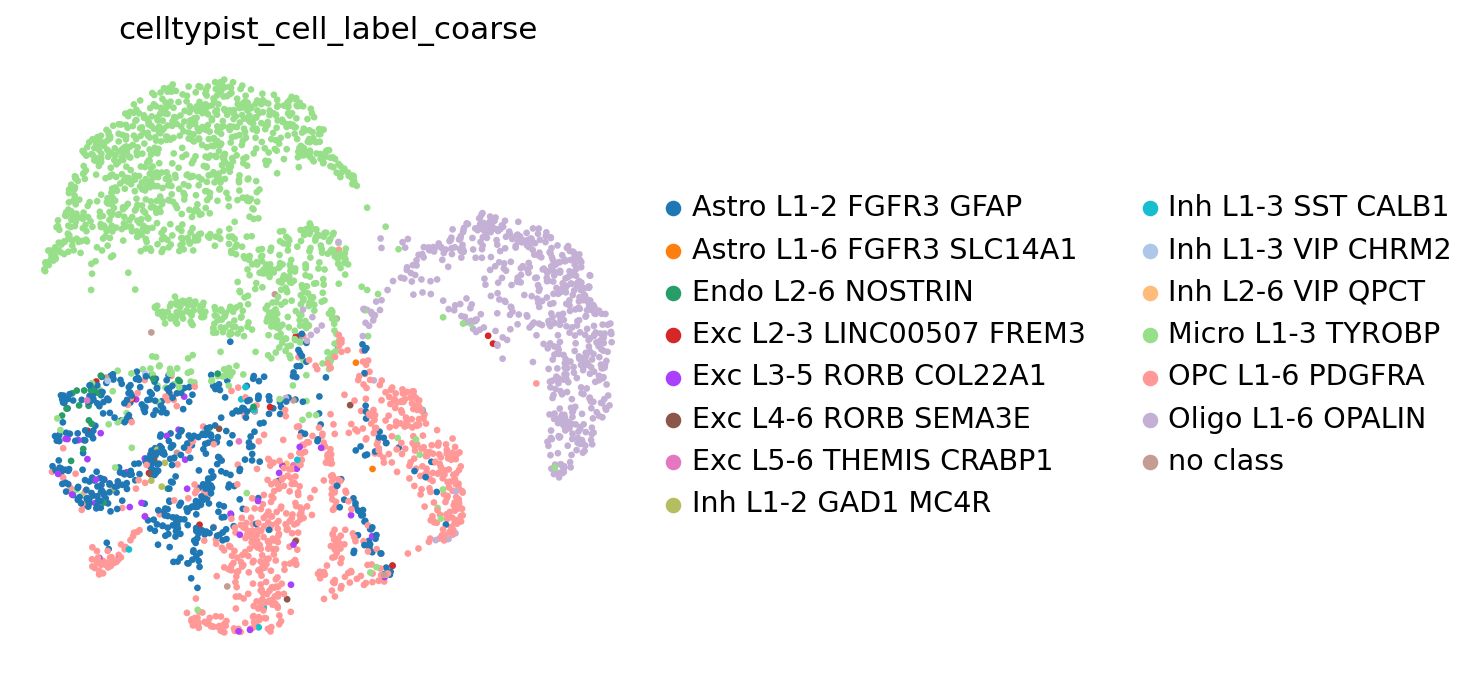 celltypist_cell_label_coarse
Astro L1-2 FGFR3 GFAP
Astro L1-6 FGFR3 SLC14A1
Endo L2-6 NOSTRIN
Exc L2-3 LINC00507 FREM3
Exc L3-5 RORB COL22A1
Exc L4-6 RORB SEMA3E
Exc L5-6 THEMIS CRABP1
Inh L1-2 GAD1 MC4R
Inh L1-3 SST CALB1
Inh L1-3 VIP CHRM2
Inh L2-6 VIP QPCT
Micro L1-3 TYROBP
OPC L1-6 PDGFRA
Oligo L1-6 OPALIN
no class